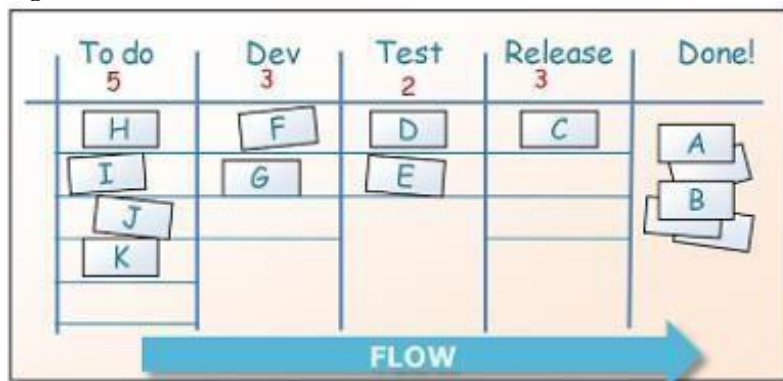 To do Dev Test Release Done!
5 3 2 3
H F D C A
I G E
J B
K
FLOW